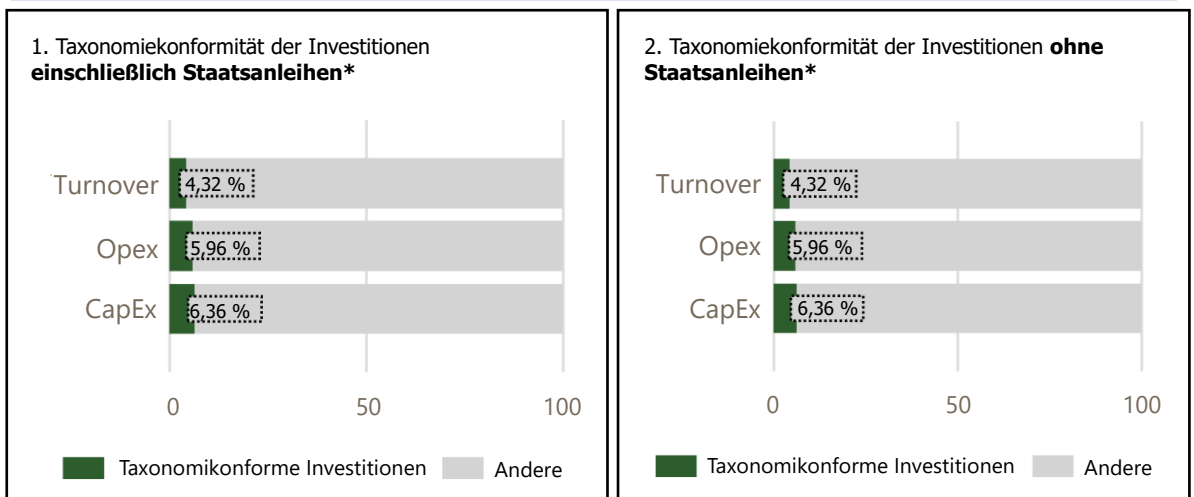 1. Taxonomiekonformität der Investitionen
einschließlich Staatsanleihen*
Turnover
4,32 %
Opex
5,96 %
CapEx
6,36 %
0 50 100
Taxonomikonforme Investitionen Andere
2. Taxonomiekonformität der Investitionen ohne
Staatsanleihen*
Turnover
4,32 %
Opex
5,96 %
CapEx
6,36 %
0 50 100
Taxonomikonforme Investitionen Andere